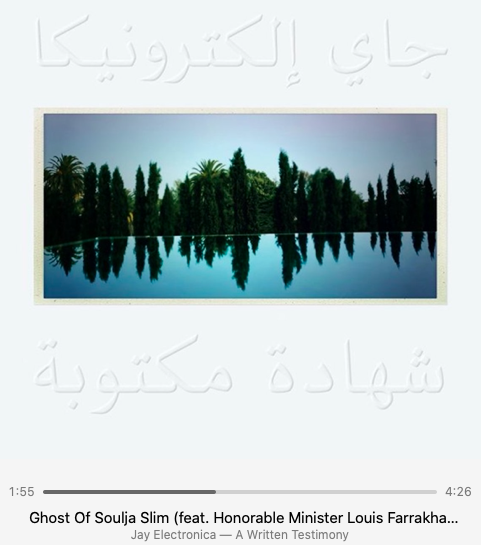 جاي إلكترونيكا
شهادة مكتوبة
1:55
4:26
Ghost Of Soulja Slim (feat. Honorable Minister Louis Farrakha...
Jay Electronica — A Written Testimony